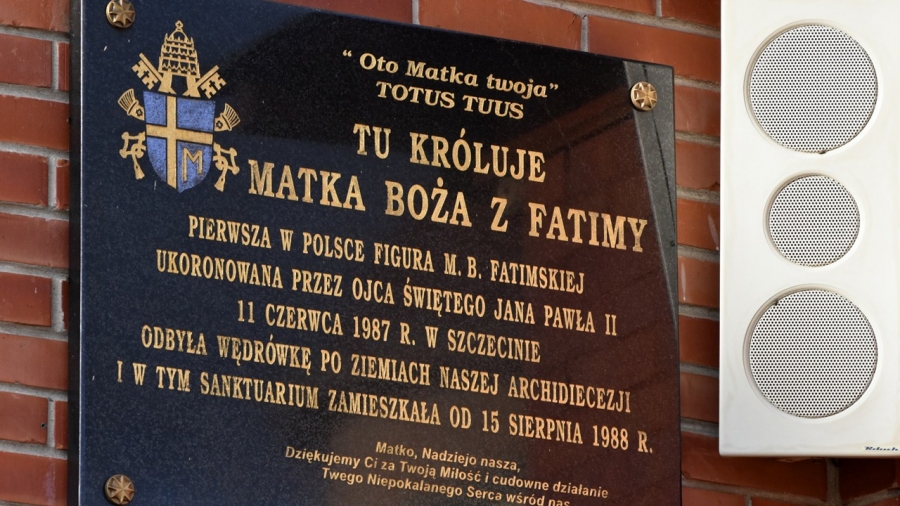 “Oto Matka twoja”
TOTUS TUUS
TU KRÓLUJE
MATKA BOŻA Z FATIMY
PIERWSZA W POLSCE FIGURA M. B. FATIMSKIEJ
UKORONOWANA PRZEZ OJCA ŚWIĘTEGO JANA PAWŁA II
11 CZERWCA 1987 R. W SZCZECINIE
ODBYŁA WĘDRÓWKĘ PO ZIEMIACH NASZEJ ARCHIDIECEZJI
I W TYM SANKTUARIUM ZAMIESZKAŁA OD 15 SIERPNIA 1988 R.
Matko, Nadziejo nasza,
Dziękujemy Ci za Twoją Miłość i cudowne działanie
Twego Niepokalanego Serca wśród nas
M